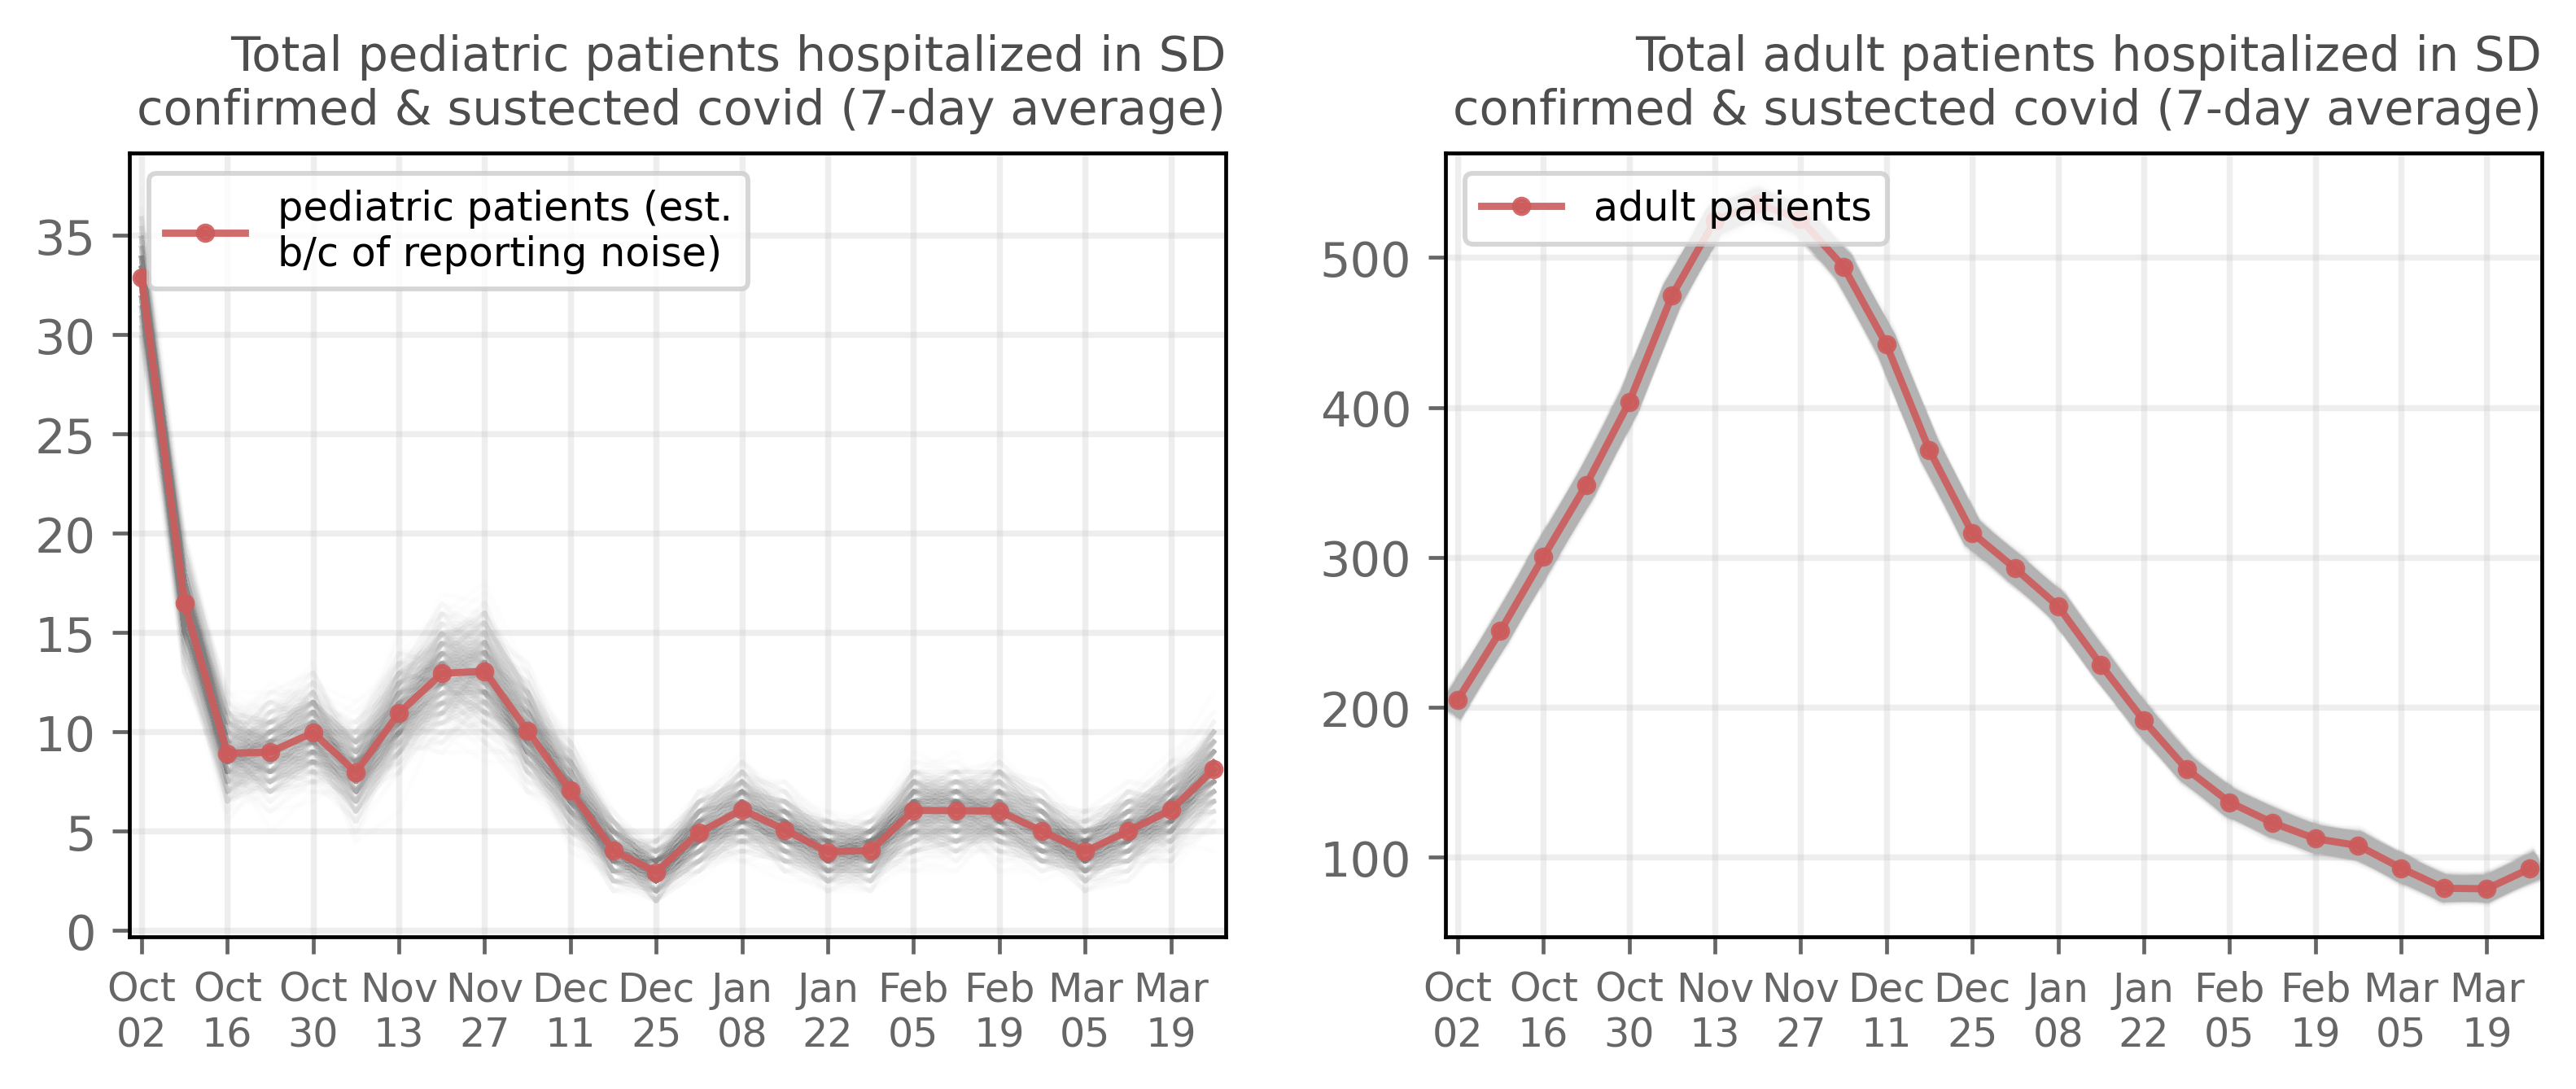 Total pediatric patients hospitalized in SD
confirmed & sustected covid (7-day average)
pediatric patients (est.
b/c of reporting noise)
35
30
25
20
15
10
5
0
Oct Oct Oct Nov Nov Dec Dec Jan Jan Feb Feb Mar Mar
02 16 30 13 27 11 25 08 22 05 19 05 19
Total adult patients hospitalized in SD
confirmed & sustected covid (7-day average)
adult patients
500
400
300
200
100
Oct Oct Oct Nov Nov Dec Dec Jan Jan Feb Feb Mar Mar
02 16 30 13 27 11 25 08 22 05 19 05 19